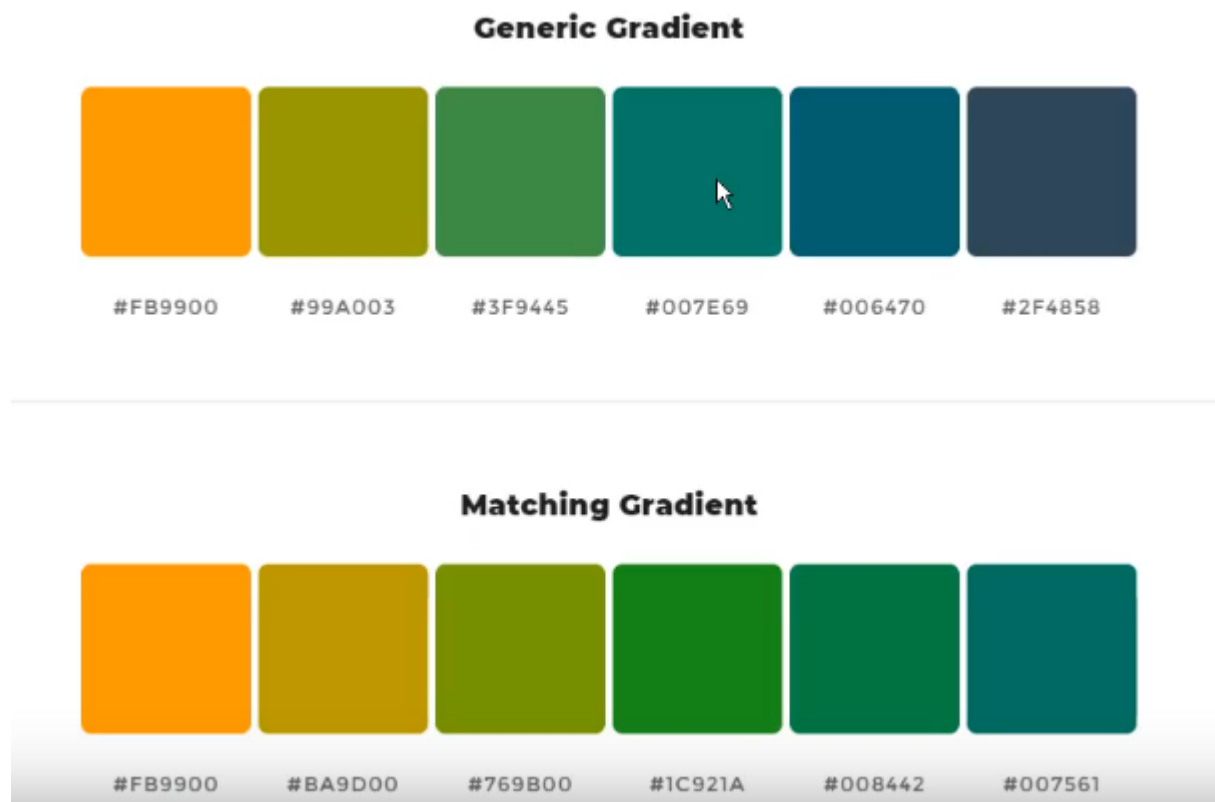 Generic Gradient
#FB9900 #99A003 #3F9445 #007E69 #006470 #2F4858
Matching Gradient
#FB9900 #BA9D00 #769B00 #1C921A #008442 #007561